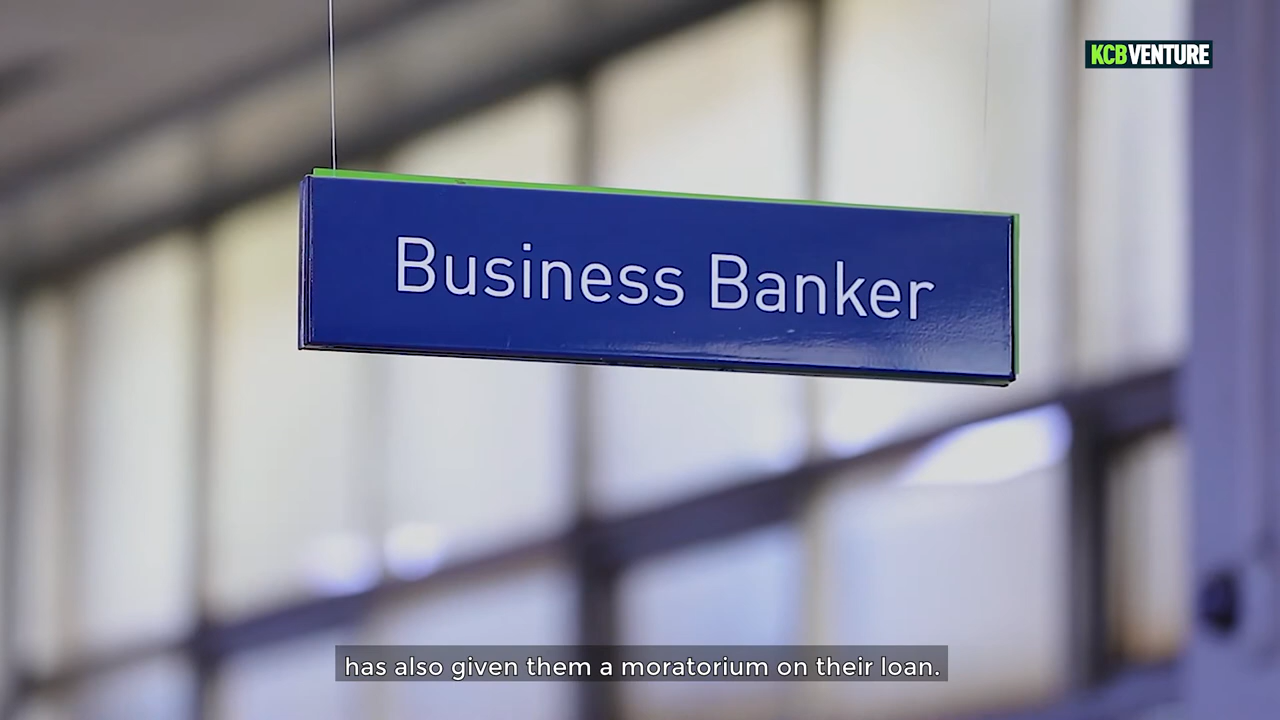 KCBVENTURE
Business Banker
has also given them a moratorium on their loan.